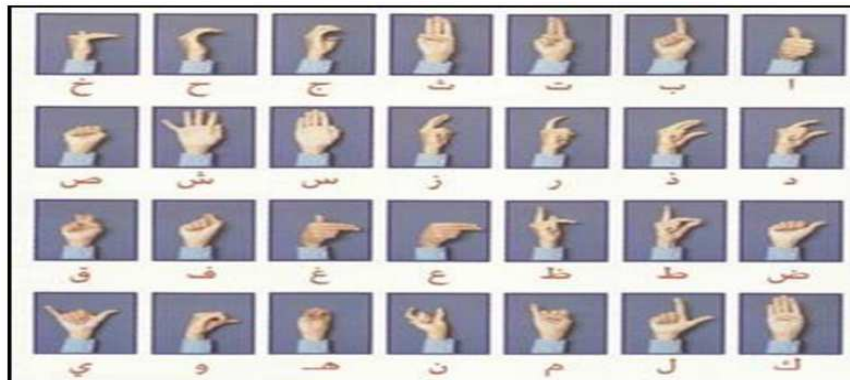 ا ب ت ث ج ح خ
د ذ ر ز س ش ص
ض ط ظ ع غ ف ق
ك ل م ن هـ و ي